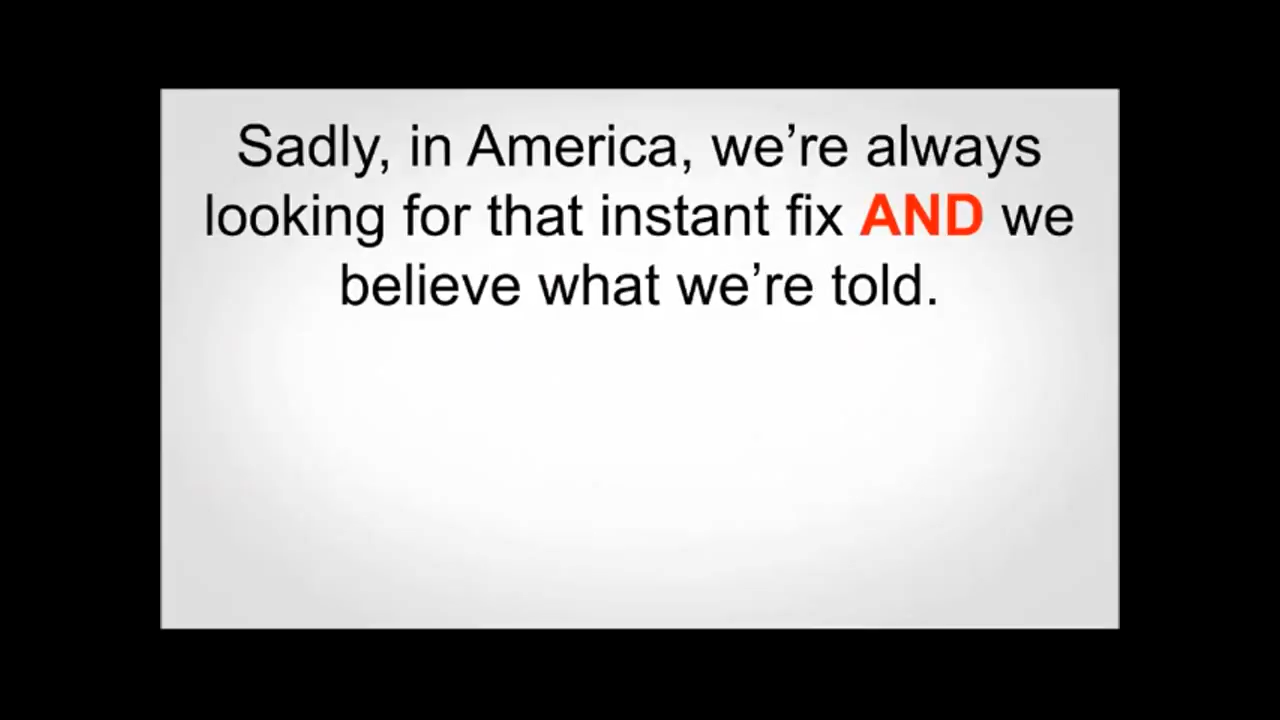 Sadly, in America, we’re always
looking for that instant fix AND we
believe what we’re told.